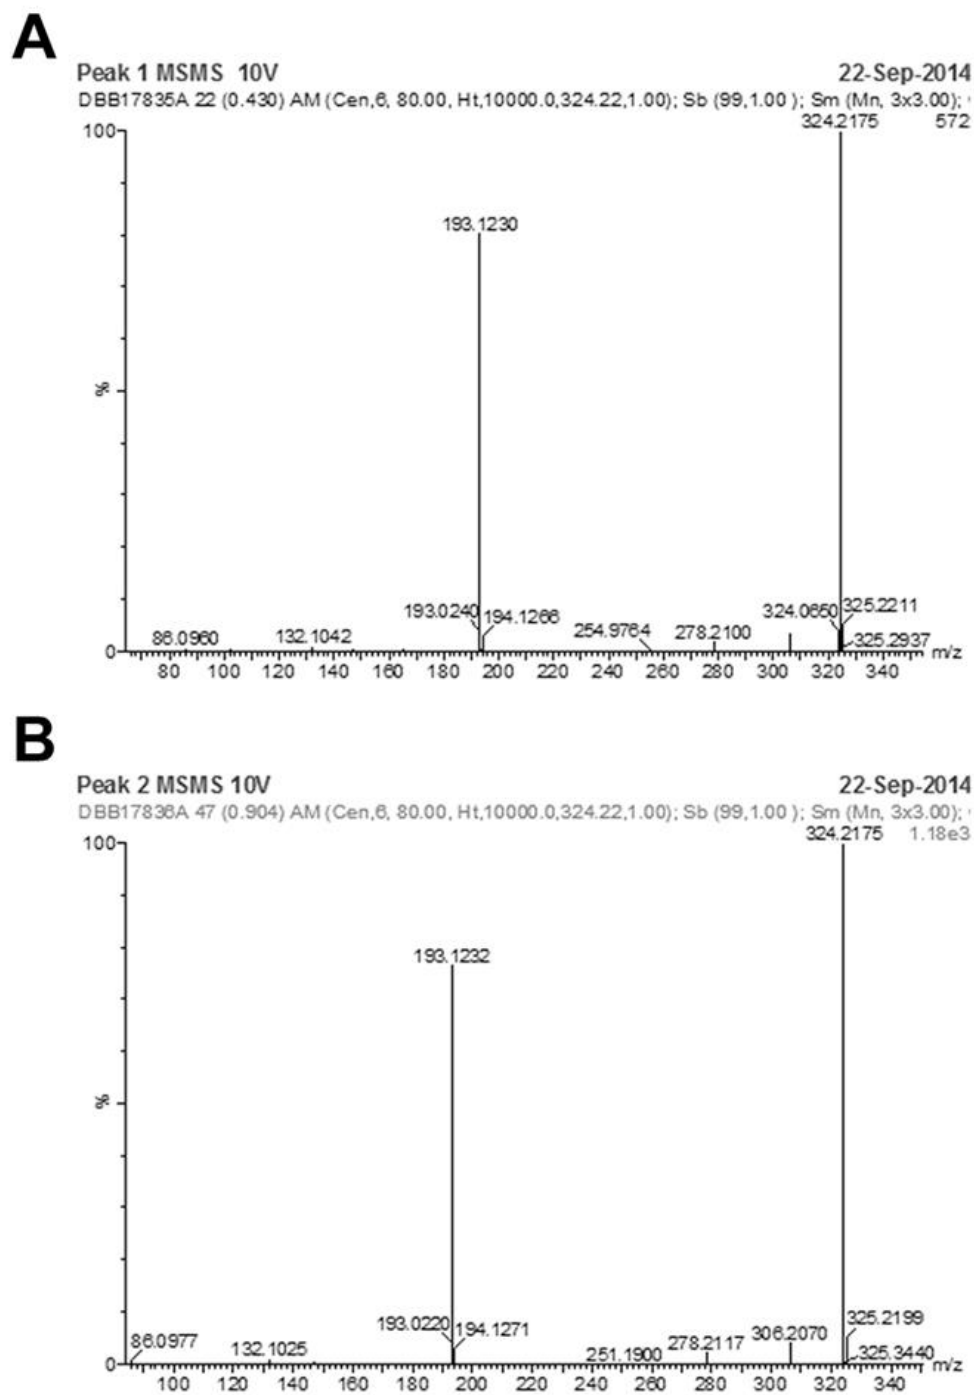 A
Peak 1 MSMS 10V
22-Sep-2014
DBB17835A 22 (0.430) AM (Cen,6, 80.00, Ht,10000.0,324.22,1.00); Sb (99,1.00 ); Sm (Mn, 3x3.00);
324.2175
572
100
193.1230
%
193.0240
194.1266
324.0650
325.2211
86.0960
132.1042
254.9764
278.2100
325.2937
0
m/z
80 100 120 140 160 180 200 220 240 260 280 300 320 340
B
Peak 2 MSMS 10V
22-Sep-2014
DBB17836A 47 (0.904) AM (Cen,6, 80.00, Ht,10000.0,324.22,1.00); Sb (99,1.00 ); Sm (Mn, 3x3.00);
324.2175
1.18e3
100
193.1232
%
193.0220
194.1271
306.2070
325.2199
86.0977
132.1025
251.1900
278.2117
325.3440
0
m/z
100 120 140 160 180 200 220 240 260 280 300 320 340